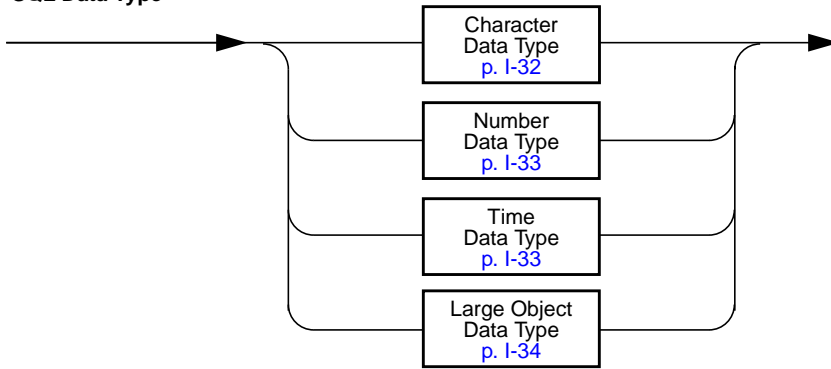 Data Type
Character
Data Type
p. I-32
Number
Data Type
p. I-33
Time
Data Type
p. I-33
Large Object
Data Type
p. I-34